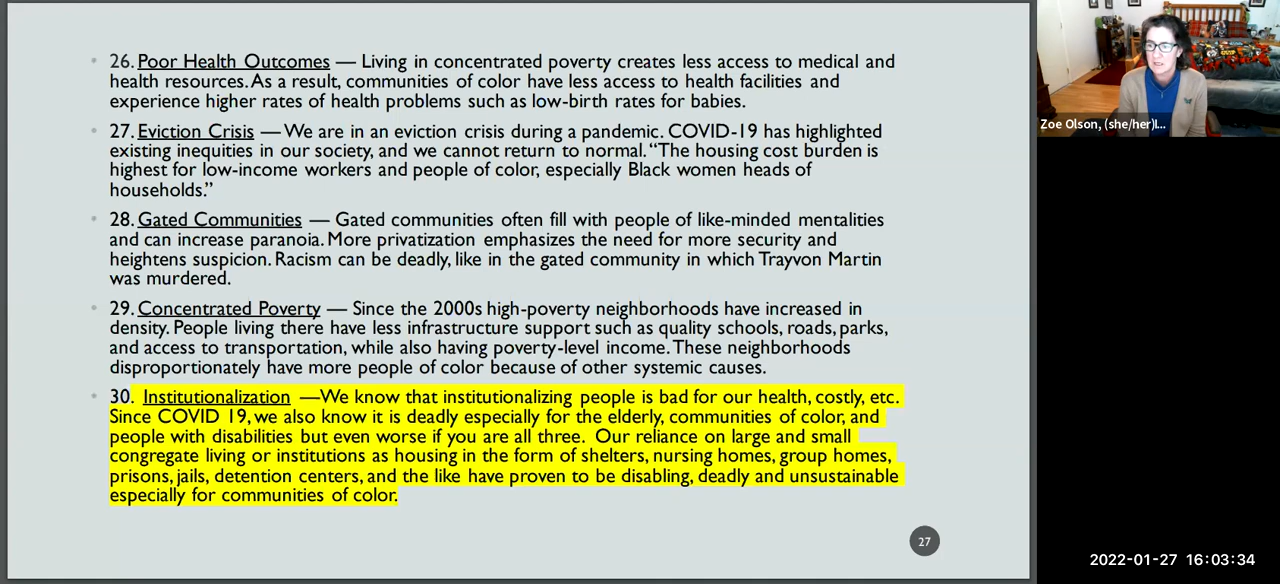 26. Poor Health Outcomes — Living in concentrated poverty creates less access to medical and
health resources. As a result, communities of color have less access to health facilities and
experience higher rates of health problems such as low-birth rates for babies.
27. Eviction Crisis — We are in an eviction crisis during a pandemic. COVID-19 has highlighted
existing inequities in our society, and we cannot return to normal. “The housing cost burden is
highest for low-income workers and people of color, especially Black women heads of
households.”
28. Gated Communities — Gated communities often fill with people of like-minded mentalities
and can increase paranoia. More privatization emphasizes the need for more security and
heightens suspicion. Racism can be deadly, like in the gated community in which Trayvon Martin
was murdered.
29. Concentrated Poverty — Since the 2000s high-poverty neighborhoods have increased in
density. People living there have less infrastructure support such as quality schools, roads, parks,
and access to transportation, while also having poverty-level income. These neighborhoods
disproportionately have more people of color because of other systemic causes.
30. Institutionalization —We know that institutionalizing people is bad for our health, costly, etc.
Since COVID 19, we also know it is deadly especially for the elderly, communities of color, and
people with disabilities but even worse if you are all three. Our reliance on large and small
congregate living or institutions as housing in the form of shelters, nursing homes, group homes,
prisons, jails, detention centers, and the like have proven to be disabling, deadly and unsustainable
especially for communities of color.
27
Zoe Olson, (she/her)I...
2022-01-27 16:03:34